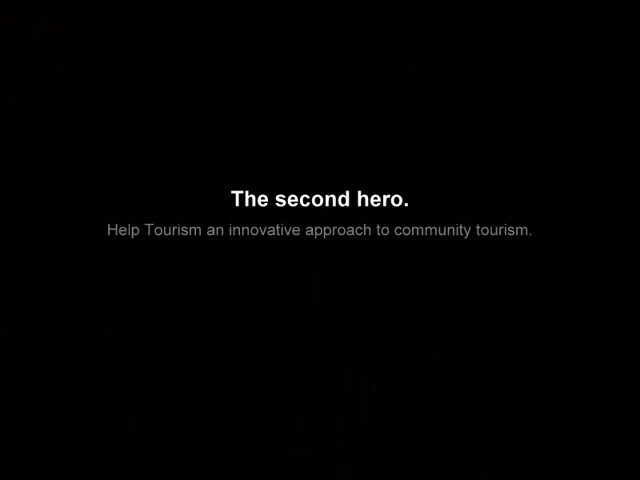 The second hero.
Help Tourism an innovative approach to community tourism.